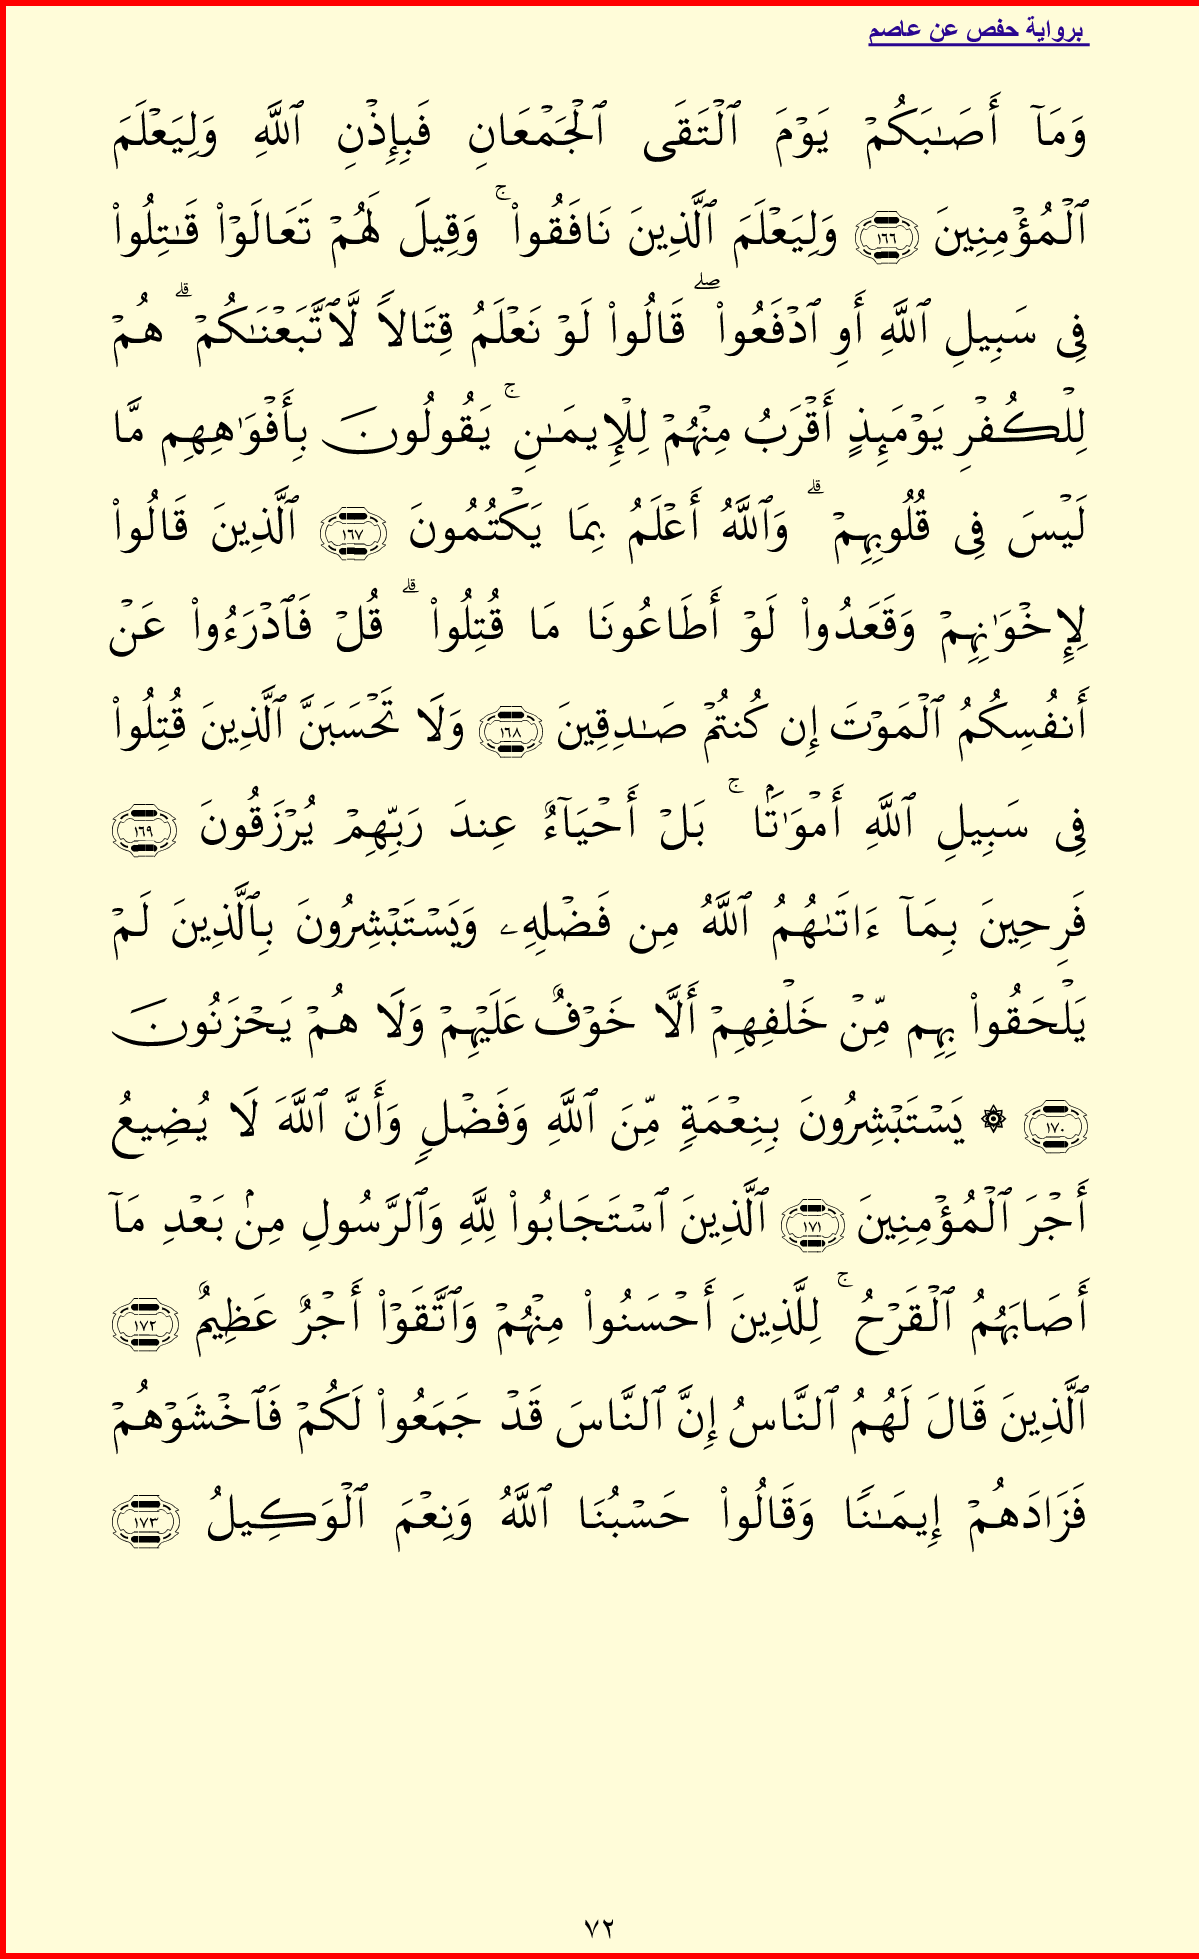 برواية حفص عن عاصم
وَمَآ أَصَـٰبَكُمۡ يَوۡمَ ٱلۡتَقَى ٱلۡجَمۡعَانِ فَبِإِذۡنِ ٱللَّهِ وَلِيَعۡلَمَ
ٱلۡمُؤۡمِنِينَ ١٦٦ وَلِيَعۡلَمَ ٱلَّذِينَ نَافَقُواْۚ وَقِيلَ لَهُمۡ تَعَالَوۡاْ قَـٰتِلُواْ
فِى سَبِيلِ ٱللَّهِ أَوِ ٱدۡفَعُواْۖ قَالُواْ لَوۡ نَعۡلَمُ قِتَالاً لَّٱتَّبَعۡنَـٰكُمۡۗ هُمۡ
لِلۡڪُفۡرِ يَوۡمَٮِٕذٍ أَقۡرَبُ مِنۡہُمۡ لِلۡإِيمَـٰنِۚ يَقُولُونَ بِأَفۡوَٲهِهِم مَّا
لَيۡسَ فِى قُلُوبِہِمۡۗ وَٱللَّهُ أَعۡلَمُ بِمَا يَكۡتُمُونَ ١٦٧ ٱلَّذِينَ قَالُواْ
لِإِخۡوَٲنِہِمۡ وَقَعَدُواْ لَوۡ أَطَاعُونَا مَا قُتِلُواْۗ قُلۡ فَٱدۡرَءُواْ عَنۡ
أَنفُسِكُمُ ٱلۡمَوۡتَ إِن كُنتُمۡ صَـٰدِقِينَ ١٦٨ وَلَا تَحۡسَبَنَّ ٱلَّذِينَ قُتِلُواْ
فِى سَبِيلِ ٱللَّهِ أَمۡوَٲتَۢاۚ بَلۡ أَحۡيَآءٌ عِندَ رَبِّهِمۡ يُرۡزَقُونَ ١٦٩
فَرِحِينَ بِمَآ ءَاتَٮٰهُمُ ٱللَّهُ مِن فَضۡلِهِۦ وَيَسۡتَبۡشِرُونَ بِٱلَّذِينَ لَمۡ
يَلۡحَقُواْ بِہِم مِّنۡ خَلۡفِهِمۡ أَلَّا خَوۡفٌ عَلَيۡہِمۡ وَلَا هُمۡ يَحۡزَنُونَ
١٧٠ ۞ يَسۡتَبۡشِرُونَ بِنِعۡمَةٍ مِّنَ ٱللَّهِ وَفَضۡلٍ وَأَنَّ ٱللَّهَ لَا يُضِيعُ
أَجۡرَ ٱلۡمُؤۡمِنِينَ ١٧١ ٱلَّذِينَ ٱسۡتَجَابُواْ لِلَّهِ وَٱلرَّسُولِ مِنۢ بَعۡدِ مَآ
أَصَابَہُمُ ٱلۡقَرۡحُۚ لِلَّذِينَ أَحۡسَنُواْ مِنۡہُمۡ وَٱتَّقَوۡاْ أَجۡرٌ عَظِيمٌ ١٧٢
ٱلَّذِينَ قَالَ لَهُمُ ٱلنَّاسُ إِنَّ ٱلنَّاسَ قَدۡ جَمَعُواْ لَكُمۡ فَٱخۡشَوۡهُمۡ
فَزَادَهُمۡ إِيمَـٰنًا وَقَالُواْ حَسۡبُنَا ٱللَّهُ وَنِعۡمَ ٱلۡوَڪِيلُ ١٧٣
٧٢